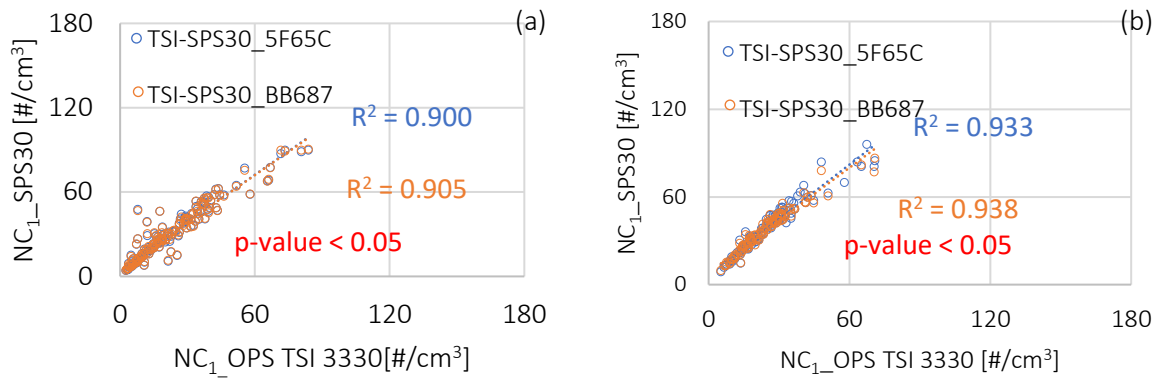 (a)
180
120
60
0
NC₁_SPS30 [#/cm³]
TSI-SPS30_5F65C
TSI-SPS30_BB687
R² = 0.900
R² = 0.905
p-value < 0.05
0 60 120 180
NC₁_OPS TSI 3330[#/cm³]
(b)
180
120
60
0
NC₁_SPS30 [#/cm³]
TSI-SPS30_5F65C
TSI-SPS30_BB687
R² = 0.933
R² = 0.938
p-value < 0.05
0 60 120 180
NC₁_OPS TSI 3330 [#/cm³]